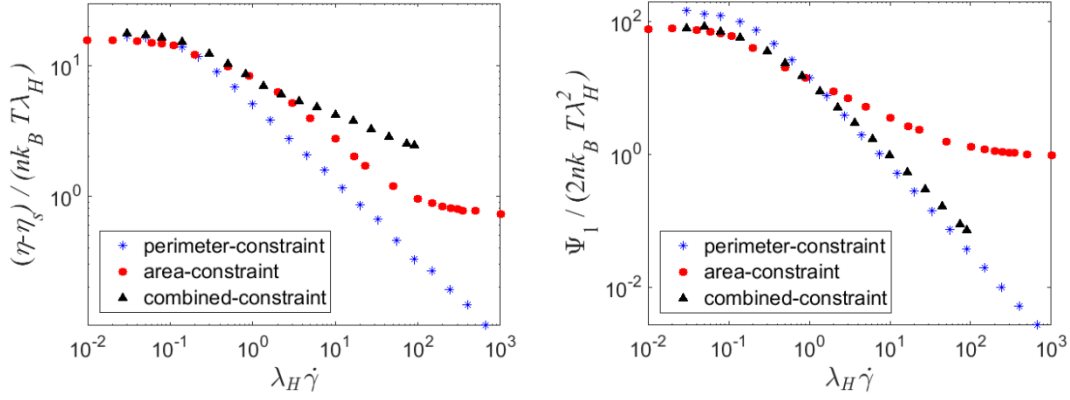 (η-η_s) / (nk_B Tλ_H)
10^1
10^0
perimeter-constraint
area-constraint
combined-constraint
10^-2 10^-1 10^0 10^1 10^2 10^3
λ_H γ̇
Ψ_1 / (2nk_B Tλ_H^2)
10^2
10^0
10^-2
perimeter-constraint
area-constraint
combined-constraint
10^-2 10^-1 10^0 10^1 10^2 10^3
λ_H γ̇